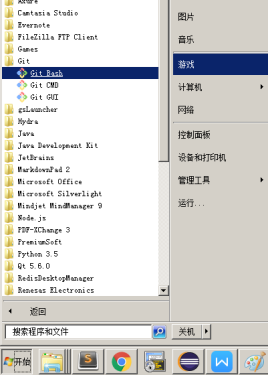 Axure
Camtasia Studio
Evernote
FileZilla FTP Client
Games
Git
Git Bash
Git CMD
Git GUI
gsLauncher
Hydra
Java
Java Development Kit
JetBrains
MarkdownPad 2
Microsoft Office
Microsoft Silverlight
Mindjet MindManager 9
Node.js
PDF-XChange 3
PremiumSoft
Python 3.5
Qt 5.6.0
RedisDesktopManager
Renesas Electronics
返回
搜索程序和文件
图片
音乐
游戏
计算机
网络
控制面板
设备和打印机
管理工具
运行...
关机
开始